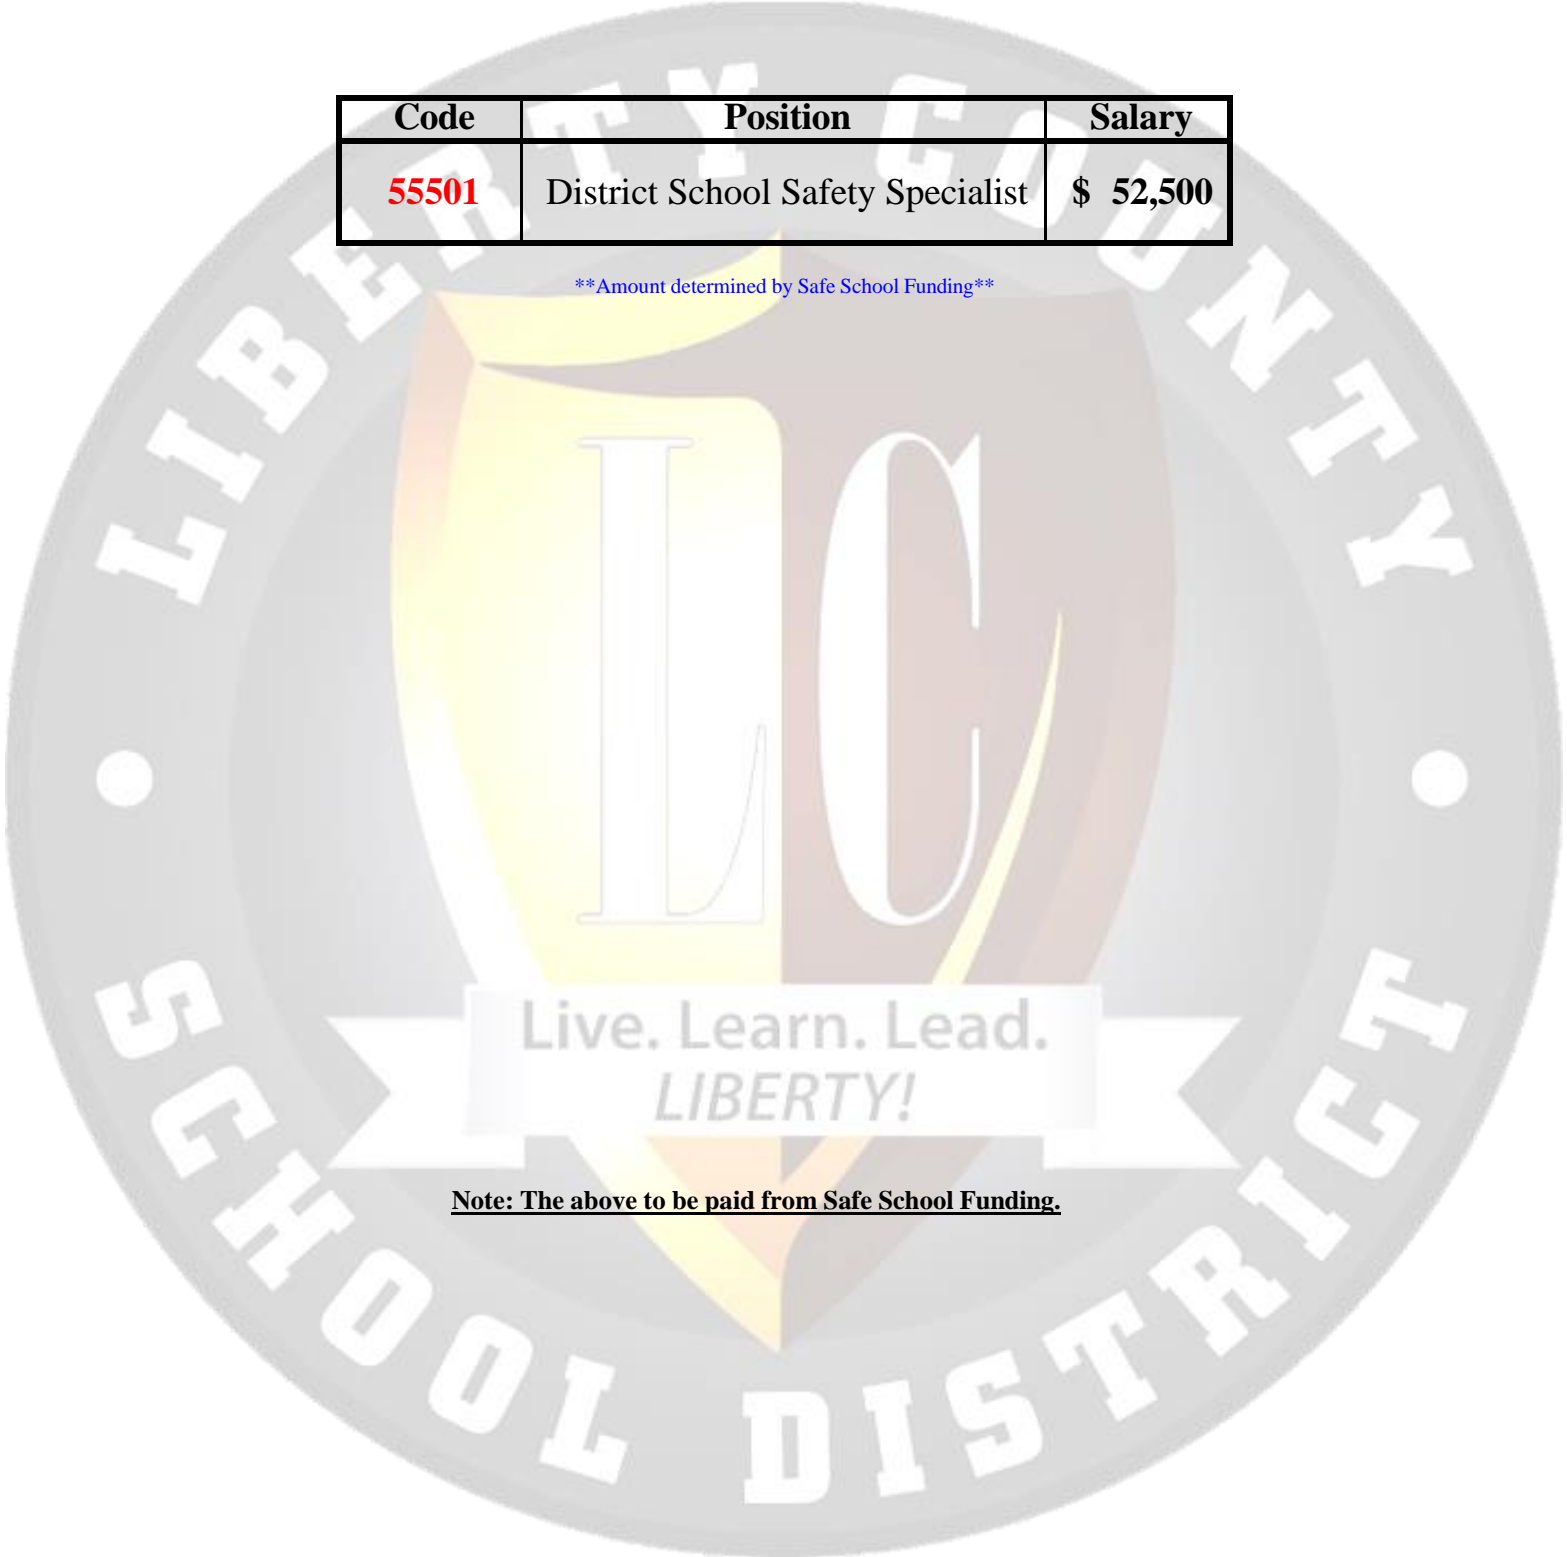 Code Position Salary
55501 District School Safety Specialist $ 52,500
**Amount determined by Safe School Funding**
LIBERTY COUNTY
LC
Live. Learn. Lead.
LIBERTY!
Note: The above to be paid from Safe School Funding.
SCHOOL DISTRICT